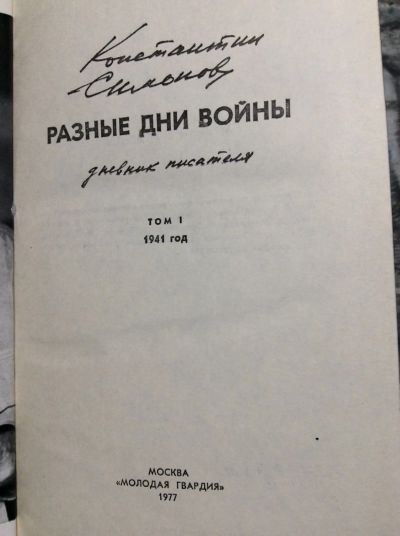 Константин
Симонов
РАЗНЫЕ ДНИ ВОЙНЫ
дневник писателя
ТОМ I
1941 год
МОСКВА
«МОЛОДАЯ ГВАРДИЯ»
1977